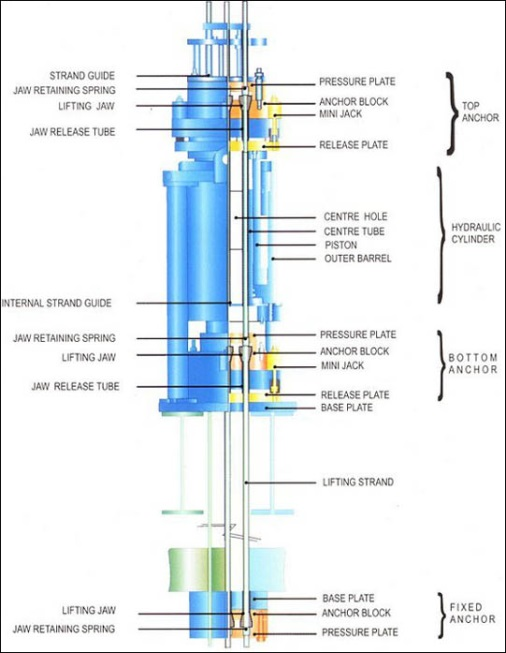 STRAND GUIDE
JAW RETAINING SPRING
LIFTING JAW
JAW RELEASE TUBE
PRESSURE PLATE
ANCHOR BLOCK
MINI JACK
RELEASE PLATE
TOP
ANCHOR
CENTRE HOLE
CENTRE TUBE
PISTON
OUTER BARREL
HYDRAULIC
CYLINDER
INTERNAL STRAND GUIDE
JAW RETAINING SPRING
LIFTING JAW
JAW RELEASE TUBE
PRESSURE PLATE
ANCHOR BLOCK
MINI JACK
RELEASE PLATE
BASE PLATE
BOTTOM
ANCHOR
LIFTING STRAND
LIFTING JAW
JAW RETAINING SPRING
BASE PLATE
ANCHOR BLOCK
PRESSURE PLATE
FIXED
ANCHOR